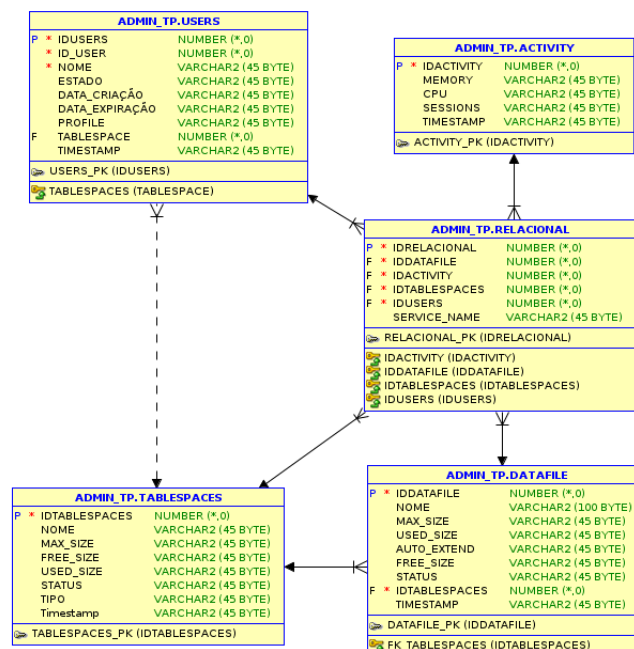 ADMIN_TP.USERS
P * IDUSERS NUMBER (*,0)
* ID_USER NUMBER (*,0)
* NOME VARCHAR2 (45 BYTE)
ESTADO VARCHAR2 (45 BYTE)
DATA_CRIAÇÃO VARCHAR2 (45 BYTE)
DATA_EXPIRAÇÃO VARCHAR2 (45 BYTE)
PROFILE VARCHAR2 (45 BYTE)
F TABLESPACE NUMBER (*,0)
TIMESTAMP VARCHAR2 (45 BYTE)
USERS_PK (IDUSERS)
TABLESPACES (TABLESPACE)
ADMIN_TP.ACTIVITY
P * IDACTIVITY NUMBER (*,0)
MEMORY VARCHAR2 (45 BYTE)
CPU VARCHAR2 (45 BYTE)
SESSIONS VARCHAR2 (45 BYTE)
TIMESTAMP VARCHAR2 (45 BYTE)
ACTIVITY_PK (IDACTIVITY)
ADMIN_TP.RELACIONAL
P * IDRELACIONAL NUMBER (*,0)
F * IDDATAFILE NUMBER (*,0)
F * IDACTIVITY NUMBER (*,0)
F * IDTABLESPACES NUMBER (*,0)
F * IDUSERS NUMBER (*,0)
SERVICE_NAME VARCHAR2 (45 BYTE)
RELACIONAL_PK (IDRELACIONAL)
IDACTIVITY (IDACTIVITY)
IDDATAFILE (IDDATAFILE)
IDTABLESPACES (IDTABLESPACES)
IDUSERS (IDUSERS)
ADMIN_TP.TABLESPACES
P * IDTABLESPACES NUMBER (*,0)
NOME VARCHAR2 (45 BYTE)
MAX_SIZE VARCHAR2 (45 BYTE)
FREE_SIZE VARCHAR2 (45 BYTE)
USED_SIZE VARCHAR2 (45 BYTE)
STATUS VARCHAR2 (45 BYTE)
TIPO VARCHAR2 (45 BYTE)
Timestamp VARCHAR2 (45 BYTE)
TABLESPACES_PK (IDTABLESPACES)
ADMIN_TP.DATAFILE
P * IDDATAFILE NUMBER (*,0)
NOME VARCHAR2 (100 BYTE)
MAX_SIZE VARCHAR2 (45 BYTE)
USED_SIZE VARCHAR2 (45 BYTE)
AUTO_EXTEND VARCHAR2 (45 BYTE)
FREE_SIZE VARCHAR2 (45 BYTE)
STATUS VARCHAR2 (45 BYTE)
F * IDTABLESPACES NUMBER (*,0)
TIMESTAMP VARCHAR2 (45 BYTE)
DATAFILE_PK (IDDATAFILE)
FK_TABLESPACES (IDTABLESPACES)